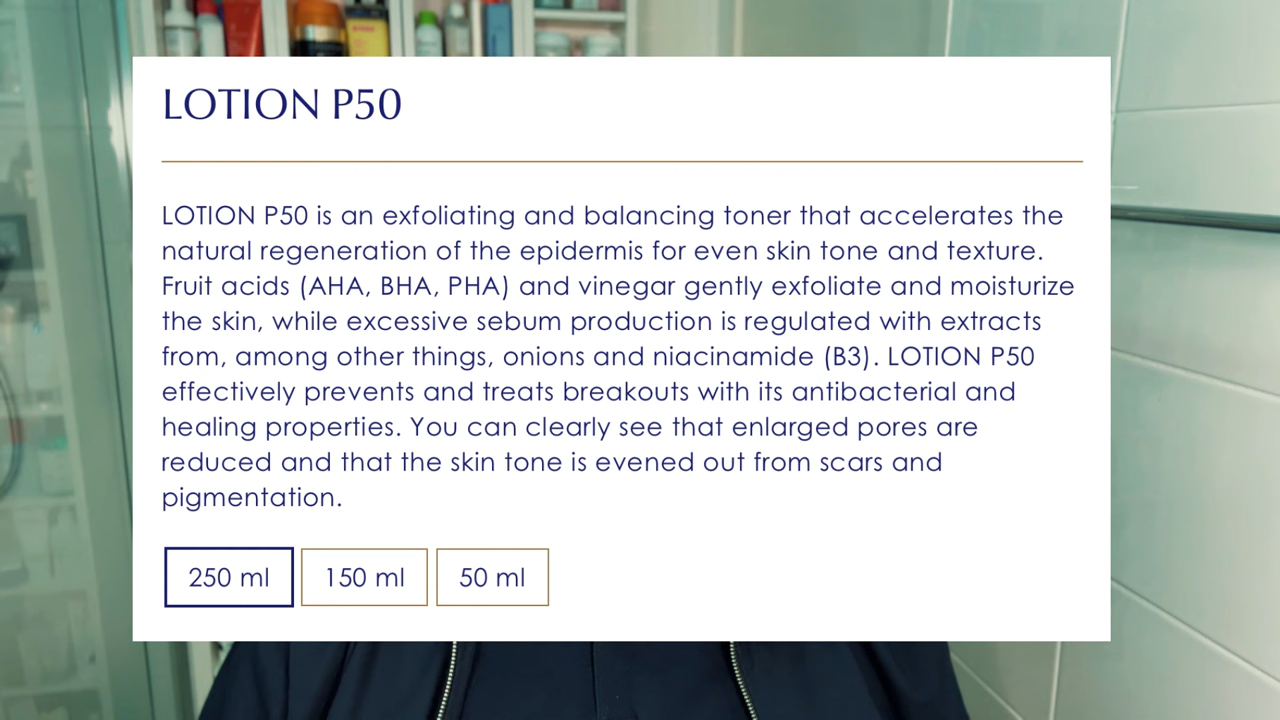 LOTION P50
LOTION P50 is an exfoliating and balancing toner that accelerates the
natural regeneration of the epidermis for even skin tone and texture.
Fruit acids (AHA, BHA, PHA) and vinegar gently exfoliate and moisturize
the skin, while excessive sebum production is regulated with extracts
from, among other things, onions and niacinamide (B3). LOTION P50
effectively prevents and treats breakouts with its antibacterial and
healing properties. You can clearly see that enlarged pores are
reduced and that the skin tone is evened out from scars and
pigmentation.
250 ml
150 ml
50 ml